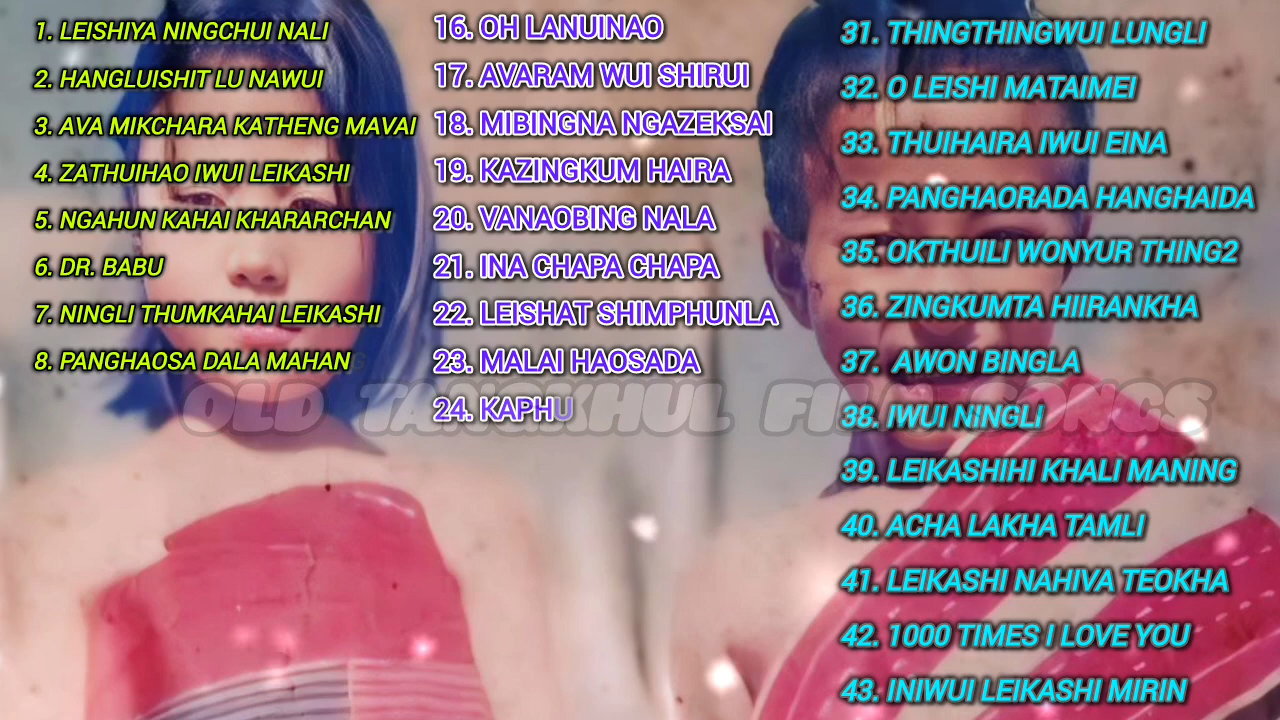 1. LEISHIYA NINGCHUI NALI
2. HANGLUISHIT LU NAWUI
3. AVA MIKCHARA KATHENG MAVAI
4. ZATHUIHAO IWUI LEIKASHI
5. NGAHUN KAHAI KHARARCHAN
6. DR. BABU
7. NINGLI THUMKAHAI LEIKASHI
8. PANGHAOSA DALA MAHANG
16. OH LANUINAO
17. AVARAM WUI SHIRUI
18. MIBINGNA NGAZEKSAI
19. KAZINGKUM HAIRA
20. VANAOBING NALA
21. INA CHAPA CHAPA
22. LEISHAT SHIMPHUNLA
23. MALAI HAOSADA
24. KAPHU
31. THINGTHINGWUI LUNGLI
32. O LEISHI MATAIMEI
33. THUIHAIRA IWUI EINA
34. PANGHAORADA HANGHAIDA
35. OKTHUILI WONYUR THING2
36. ZINGKUMTA HIIRANKHA
37. AWON BINGLA
38. IWUI NiNGLi
39. LEIKASHIHI KHALI MANING
40. ACHA LAKHA TAMLI
41. LEIKASHI NAHIVA TEOKHA
42. 1000 TIMES I LOVE YOU
43. INIWUI LEIKASHI MIRIN
OLD TANGKHUL SONGS